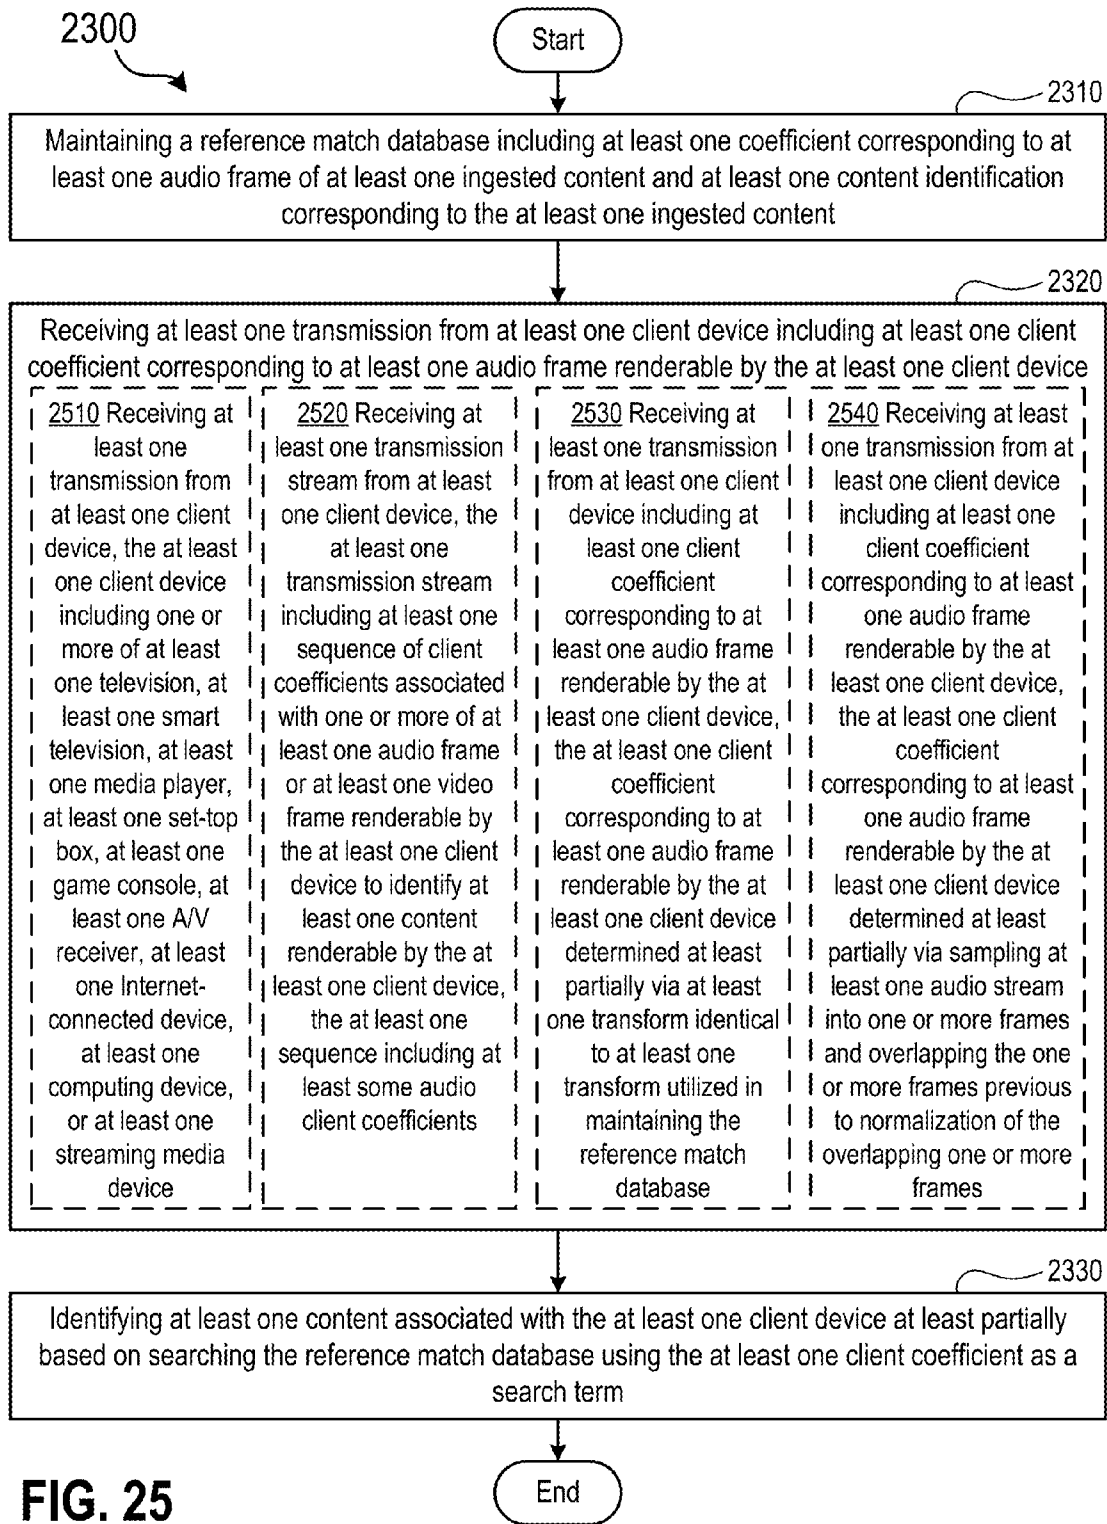 2300
Start
2310
Maintaining a reference match database including at least one coefficient corresponding to at
least one audio frame of at least one ingested content and at least one content identification
corresponding to the at least one ingested content
2320
Receiving at least one transmission from at least one client device including at least one client
coefficient corresponding to at least one audio frame renderable by the at least one client device
2510 Receiving at
least one
transmission from
at least one client
device, the at least
one client device
including one or
more of at least
one television, at
least one smart
television, at least
one media player,
at least one set-top
box, at least one
game console, at
least one A/V
receiver, at least
one Internet-
connected device,
at least one
computing device,
or at least one
streaming media
device
2520 Receiving at
least one transmission
stream from at least
one client device, the
at least one
transmission stream
including at least one
sequence of client
coefficients associated
with one or more of at
least one audio frame
or at least one video
frame renderable by
the at least one client
device to identify at
least one content
renderable by the at
least one client device,
the at least one
sequence including at
least some audio
client coefficients
2530 Receiving at
least one transmission
from at least one client
device including at
least one client
coefficient
corresponding to at
least one audio frame
renderable by the at
least one client device,
the at least one client
coefficient
corresponding to at
least one audio frame
renderable by the at
least one client device
determined at least
partially via at least
one transform identical
to at least one
transform utilized in
maintaining the
reference match
database
2540 Receiving at least
one transmission from at
least one client device
including at least one
client coefficient
corresponding to at least
one audio frame
renderable by the at
least one client device,
the at least one client
coefficient
corresponding to at least
one audio frame
renderable by the at
least one client device
determined at least
partially via sampling at
least one audio stream
into one or more frames
and overlapping the one
or more frames previous
to normalization of the
overlapping one or more
frames
2330
Identifying at least one content associated with the at least one client device at least partially
based on searching the reference match database using the at least one client coefficient as a
search term
End
FIG. 25